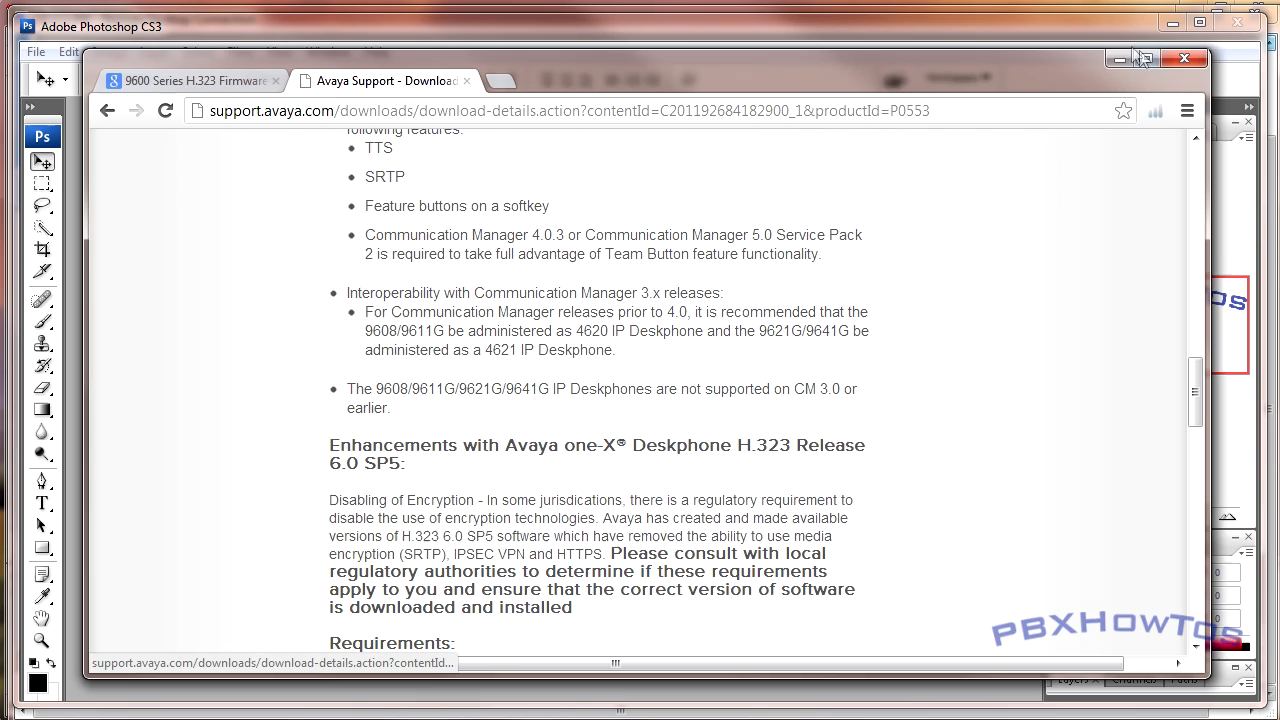 Adobe Photoshop CS3
File Edit
9600 Series H.323 Firmware
Avaya Support - Download
support.avaya.com/downloads/download-details.action?contentId=C201192684182900_1&productId=P0553
following features:
TTS
SRTP
Feature buttons on a softkey
Communication Manager 4.0.3 or Communication Manager 5.0 Service Pack
2 is required to take full advantage of Team Button feature functionality.
Interoperability with Communication Manager 3.x releases:
For Communication Manager releases prior to 4.0, it is recommended that the
9608/9611G be administered as 4620 IP Deskphone and the 9621G/9641G be
administered as a 4621 IP Deskphone.
The 9608/9611G/9621G/9641G IP Deskphones are not supported on CM 3.0 or
earlier.
Enhancements with Avaya one-X® Deskphone H.323 Release
6.0 SP5:
Disabling of Encryption - In some jurisdications, there is a regulatory requirement to
disable the use of encryption technologies. Avaya has created and made available
versions of H.323 6.0 SP5 software which have removed the ability to use media
encryption (SRTP), IPSEC VPN and HTTPS. Please consult with local
regulatory authorities to determine if these requirements
apply to you and ensure that the correct version of software
is downloaded and installed
Requirements:
support.avaya.com/downloads/download-details.action?contentId...
PBXHowTos
Layers Channels Paths